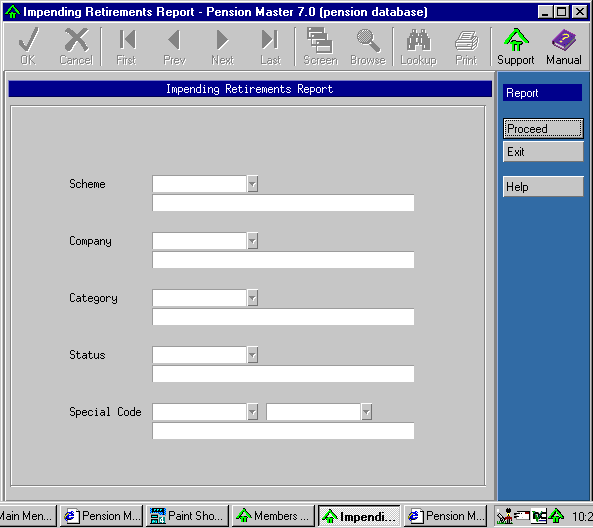 Impending Retirements Report - Pension Master 7.0 (pension database)
OK Cancel First Prev Next Last Screen Browse Lookup Print Support Manual
Impending Retirements Report
Report
Proceed
Exit
Help
Scheme
Company
Category
Status
Special Code
Main Men... Pension M... Paint Sho... Members ... Impendi... Pension M... 10:2